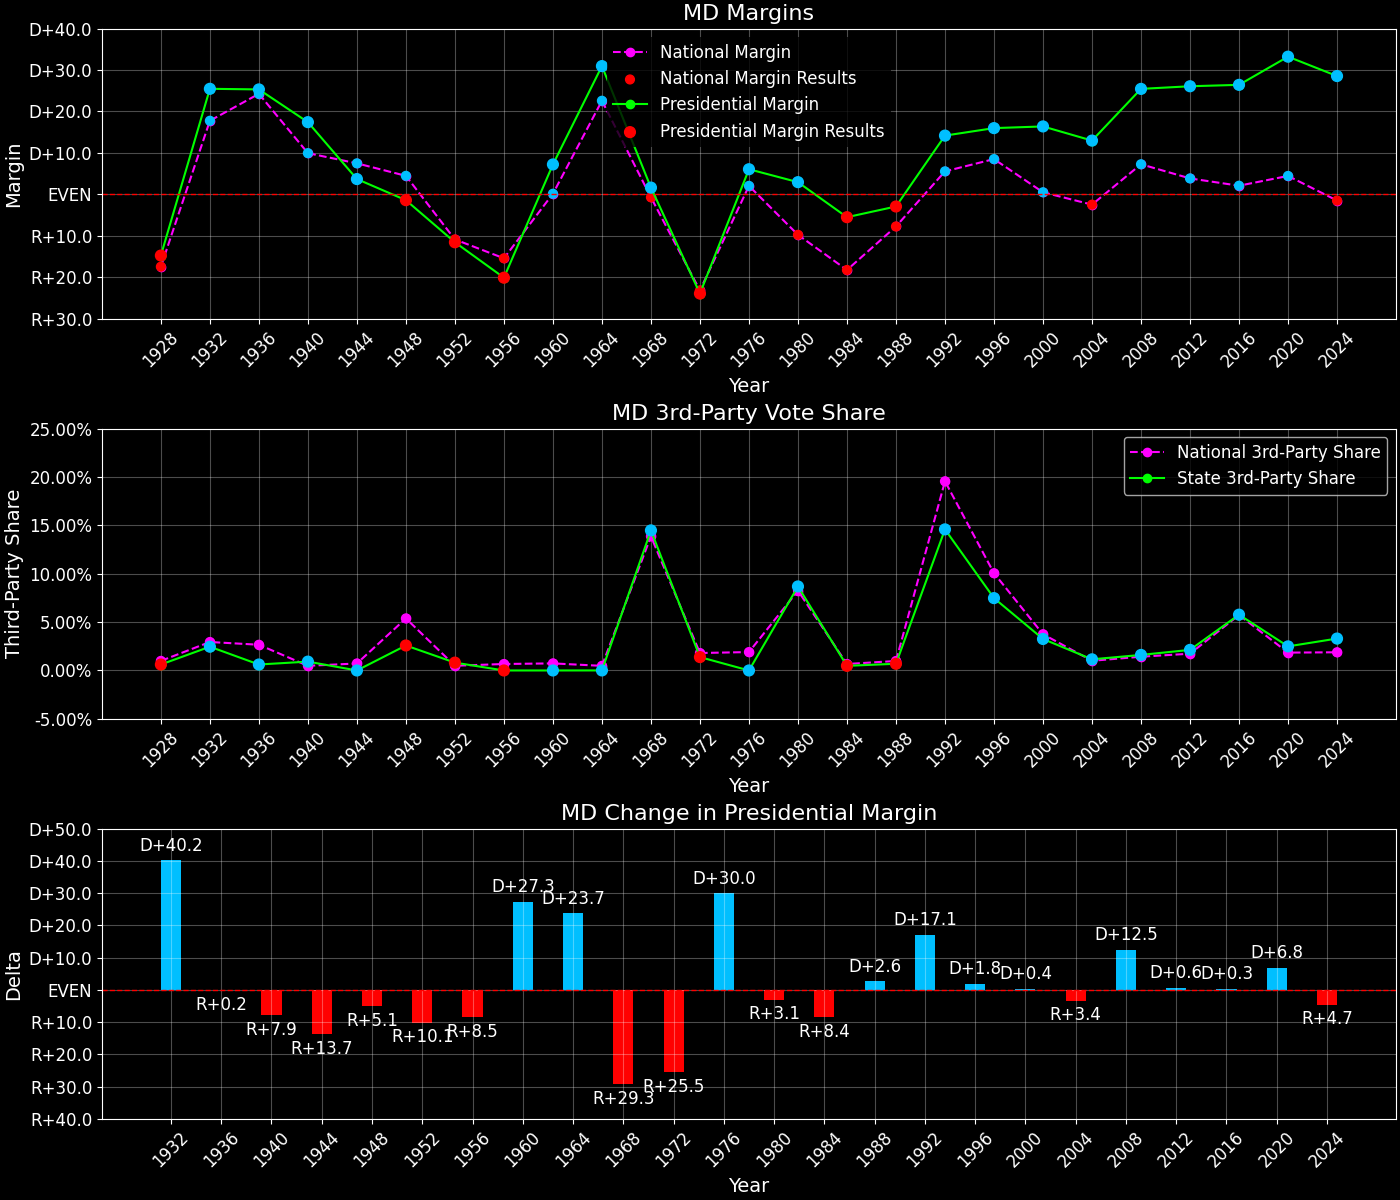 MD Margins
D+40.0
D+30.0
D+20.0
D+10.0
EVEN
R+10.0
R+20.0
R+30.0
Margin
National Margin
National Margin Results
Presidential Margin
Presidential Margin Results
1928 1932 1936 1940 1944 1948 1952 1956 1960 1964 1968 1972 1976 1980 1984 1988 1992 1996 2000 2004 2008 2012 2016 2020 2024
Year
MD 3rd-Party Vote Share
25.00%
20.00%
15.00%
10.00%
5.00%
0.00%
-5.00%
Third-Party Share
National 3rd-Party Share
State 3rd-Party Share
1928 1932 1936 1940 1944 1948 1952 1956 1960 1964 1968 1972 1976 1980 1984 1988 1992 1996 2000 2004 2008 2012 2016 2020 2024
Year
MD Change in Presidential Margin
D+50.0
D+40.0
D+30.0
D+20.0
D+10.0
EVEN
R+10.0
R+20.0
R+30.0
R+40.0
Delta
D+40.2
R+0.2
R+7.9
R+13.7
R+5.1
R+10.1
R+8.5
D+27.3
D+23.7
R+29.3
R+25.5
D+30.0
R+3.1
R+8.4
D+2.6
D+17.1
D+1.8
D+0.4
R+3.4
D+12.5
D+0.6
D+0.3
D+6.8
R+4.7
1932 1936 1940 1944 1948 1952 1956 1960 1964 1968 1972 1976 1980 1984 1988 1992 1996 2000 2004 2008 2012 2016 2020 2024
Year